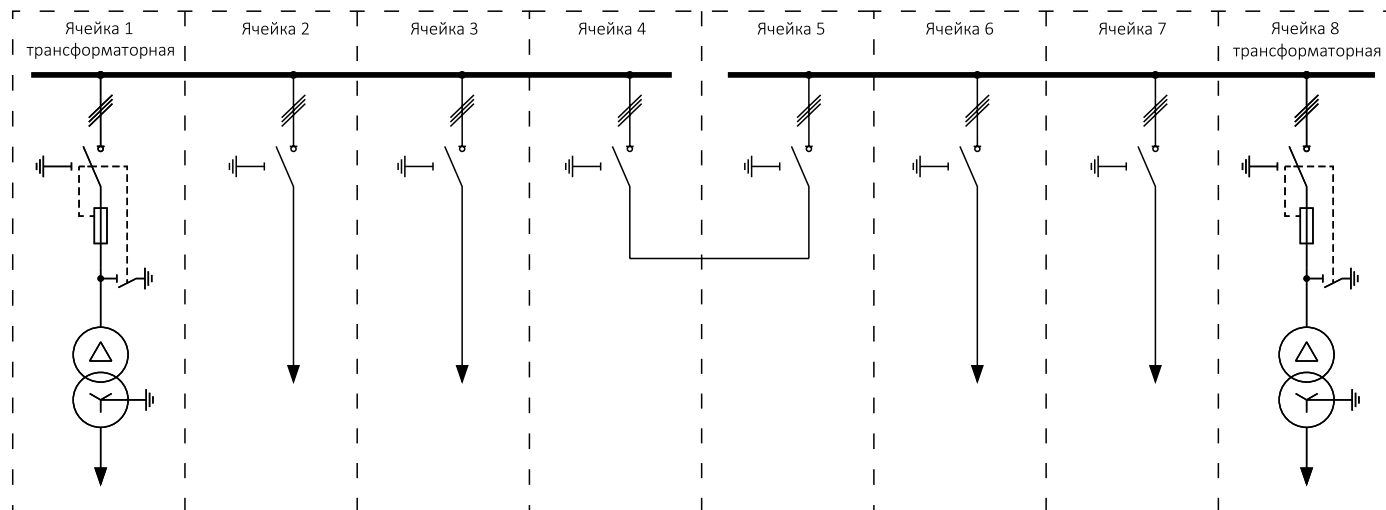 Ячейка 1
трансформаторная
Ячейка 2
Ячейка 3
Ячейка 4
Ячейка 5
Ячейка 6
Ячейка 7
Ячейка 8
трансформаторная